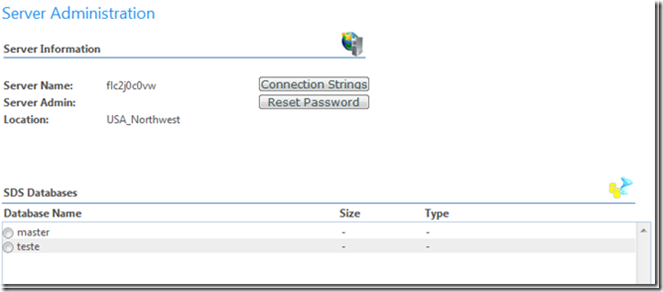 Server Administration
Server Information
Server Name: flc2j0c0vw Connection Strings
Server Admin: Reset Password
Location: USA_Northwest
SDS Databases
Database Name Size Type
master - -
teste - -